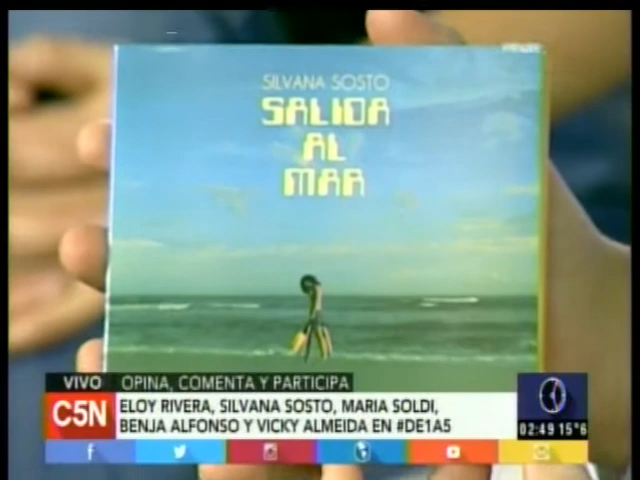 SILVANA SOSTO
SALIDA
AL
MAR
VIVO OPINA, COMENTA Y PARTICIPA
C5N
ELOY RIVERA, SILVANA SOSTO, MARIA SOLDI,
BENJA ALFONSO Y VICKY ALMEIDA EN #DE1A5
02:49 15°6